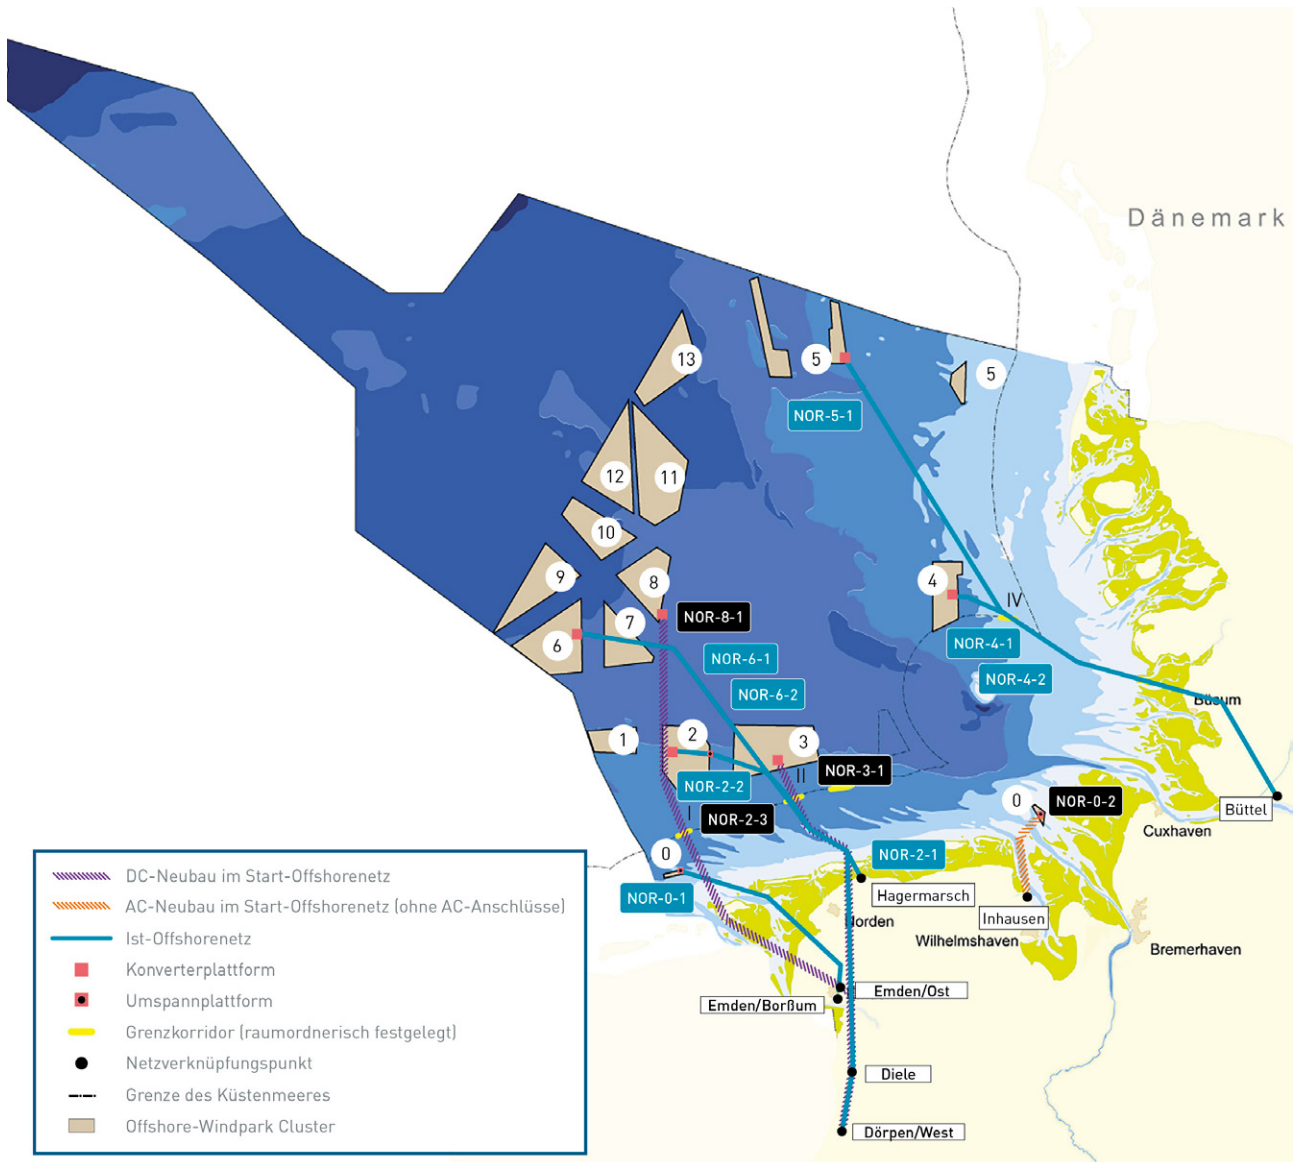 Dänemark
13
5
5
NOR-5-1
12
11
10
9
8
4
IV
7
NOR-8-1
6
NOR-4-1
NOR-6-1
NOR-4-2
NOR-6-2
Büsum
1
2
3
II
NOR-3-1
NOR-2-2
0
NOR-0-2
Büttel
I
NOR-2-3
Cuxhaven
0
NOR-2-1
NOR-0-1
Hagermarsch
Norden
Inhausen
Wilhelmshaven
Bremerhaven
Emden/Ost
Emden/Borßum
Diele
Dörpen/West
DC-Neubau im Start-Offshorenetz
AC-Neubau im Start-Offshorenetz (ohne AC-Anschlüsse)
Ist-Offshorenetz
Konverterplattform
Umspannplattform
Grenzkorridor (raumordnerisch festgelegt)
Netzverknüpfungspunkt
Grenze des Küstenmeeres
Offshore-Windpark Cluster